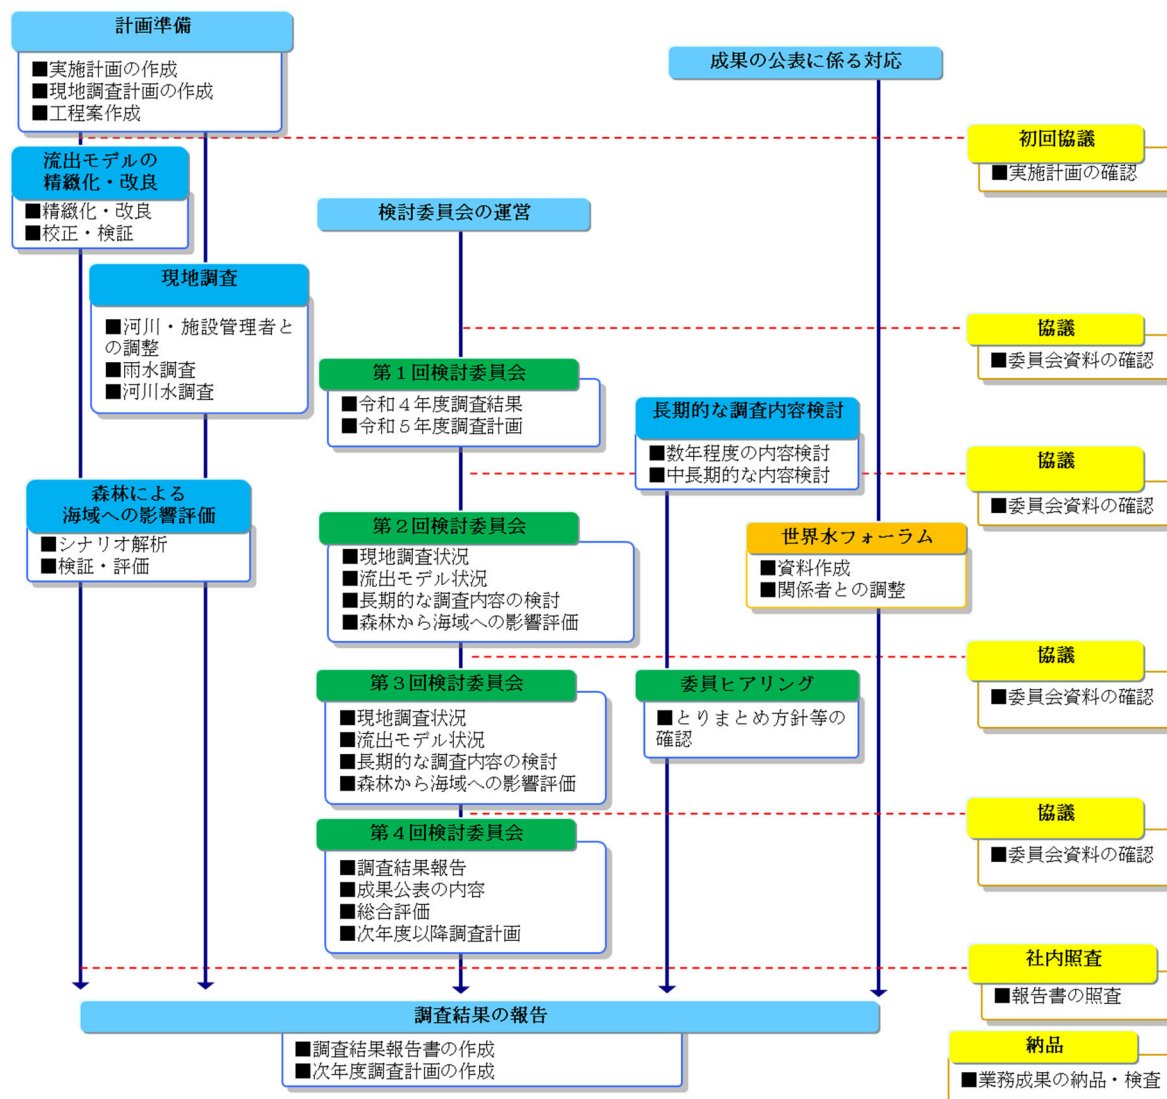 計画準備
■実施計画の作成
■現地調査計画の作成
■工程案作成
成果の公表に係る対応
初回協議
■実施計画の確認
流出モデルの
精緻化・改良
■精緻化・改良
■校正・検証
検討委員会の運営
現地調査
■河川・施設管理者と
の調整
■雨水調査
■河川水調査
協議
■委員会資料の確認
第1回検討委員会
■令和4年度調査結果
■令和5年度調査計画
長期的な調査内容検討
■数年程度の内容検討
■中長期的な内容検討
協議
■委員会資料の確認
森林による
海域への影響評価
■シナリオ解析
■検証・評価
第2回検討委員会
■現地調査状況
■流出モデル状況
■長期的な調査内容の検討
■森林から海域への影響評価
世界水フォーラム
■資料作成
■関係者との調整
協議
■委員会資料の確認
第3回検討委員会
■現地調査状況
■流出モデル状況
■長期的な調査内容の検討
■森林から海域への影響評価
委員ヒアリング
■とりまとめ方針等の
確認
協議
■委員会資料の確認
第4回検討委員会
■調査結果報告
■成果公表の内容
■総合評価
■次年度以降調査計画
社内照査
■報告書の照査
調査結果の報告
■調査結果報告書の作成
■次年度調査計画の作成
納品
■業務成果の納品・検査